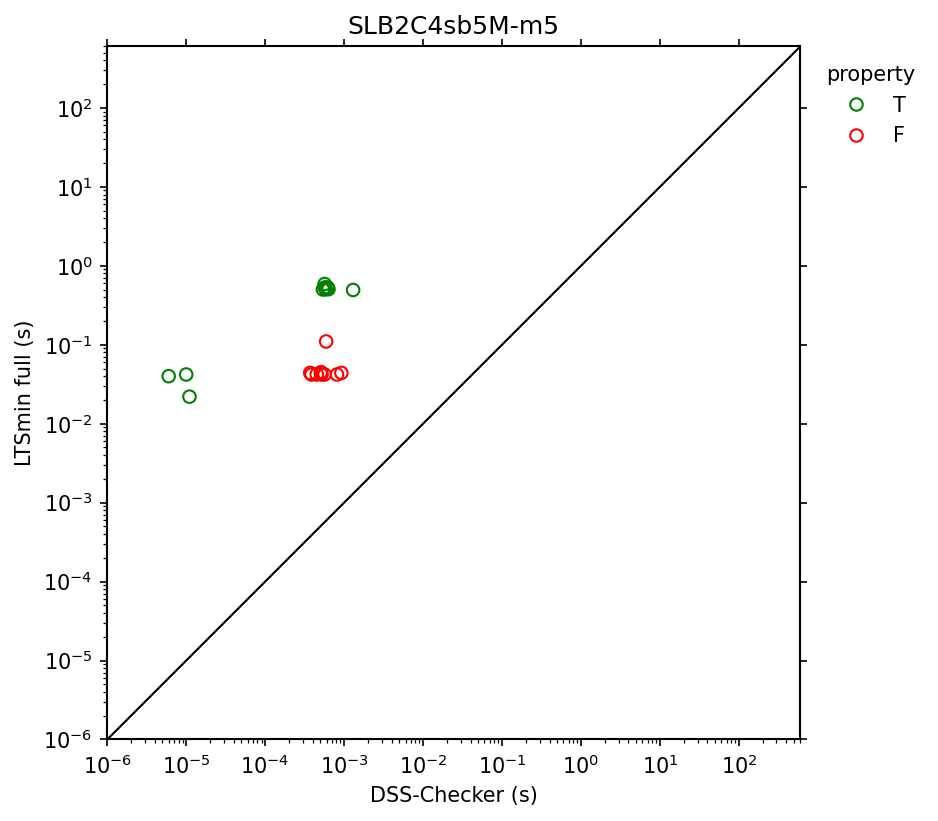 SLB2C4sb5M-m5
property
T
F
LTSmin full (s)
10²
10¹
10⁰
10⁻¹
10⁻²
10⁻³
10⁻⁴
10⁻⁵
10⁻⁶
10⁻⁶ 10⁻⁵ 10⁻⁴ 10⁻³ 10⁻² 10⁻¹ 10⁰ 10¹ 10²
DSS-Checker (s)